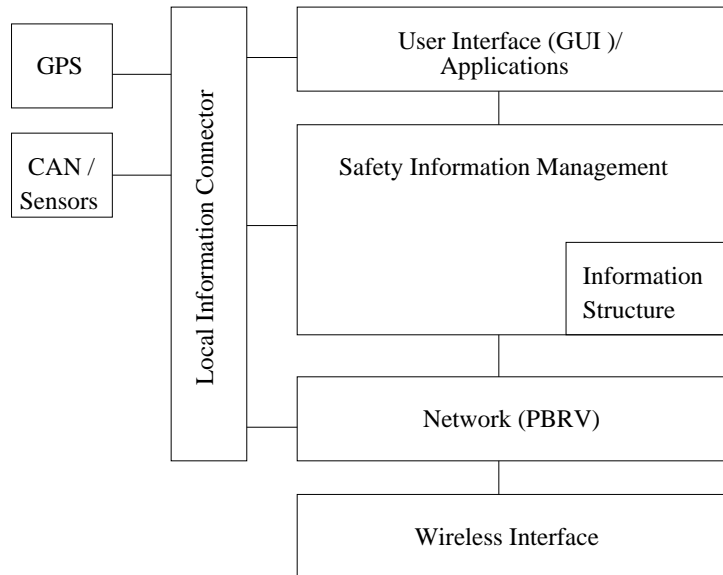 GPS
CAN /
Sensors
Local Information Connector
User Interface (GUI )/
Applications
Safety Information Management
Information
Structure
Network (PBRV)
Wireless Interface